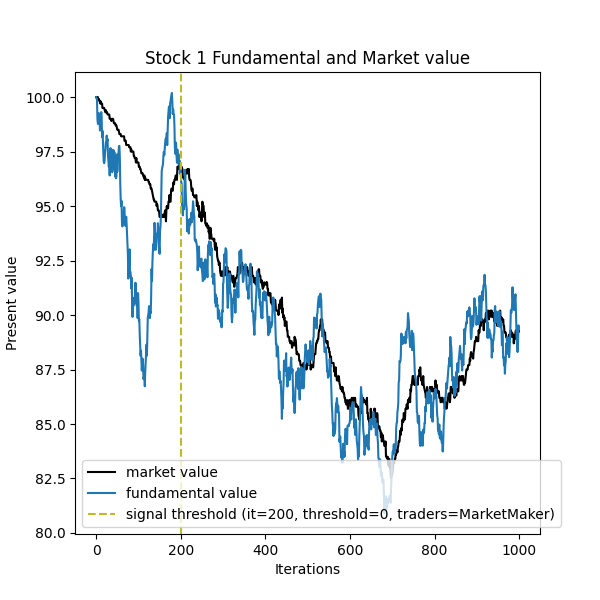 Stock 1 Fundamental and Market value
Present value
100.0
97.5
95.0
92.5
90.0
87.5
85.0
82.5
80.0
market value
fundamental value
signal threshold (it=200, threshold=0, traders=MarketMaker)
0 200 400 600 800 1000
Iterations